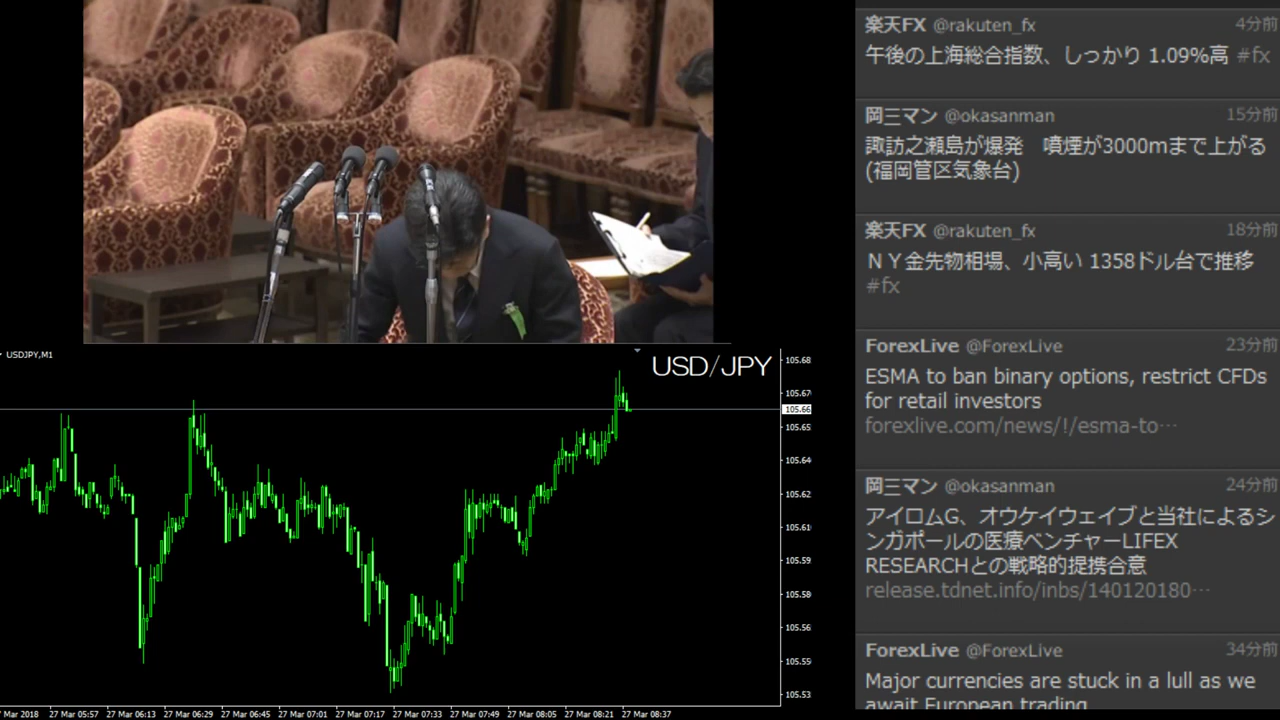 楽天FX @rakuten_fx 4分前
午後の上海総合指数、しっかり 1.09%高 #fx
岡三マン @okasanman 15分前
諏訪之瀬島が爆発　噴煙が3000mまで上がる
(福岡管区気象台)
楽天FX @rakuten_fx 18分前
ＮＹ金先物相場、小高い 1358ドル台で推移
#fx
ForexLive @ForexLive 23分前
ESMA to ban binary options, restrict CFDs
for retail investors
forexlive.com/news/!/esma-to…
岡三マン @okasanman 24分前
アイロムG、オウケイウェイブと当社によるシ
ンガポールの医療ベンチャーLIFEX
RESEARCHとの戦略的提携合意
release.tdnet.info/inbs/140120180…
ForexLive @ForexLive 34分前
Major currencies are stuck in a lull as we
await European trading
USDJPY,M1
USD/JPY
105.68
105.67
105.66
105.65
105.64
105.62
105.61
105.59
105.58
105.56
105.55
105.53
Mar 2018 27 Mar 05:57 27 Mar 06:13 27 Mar 06:29 27 Mar 06:45 27 Mar 07:01 27 Mar 07:17 27 Mar 07:33 27 Mar 07:49 27 Mar 08:05 27 Mar 08:21 27 Mar 08:37